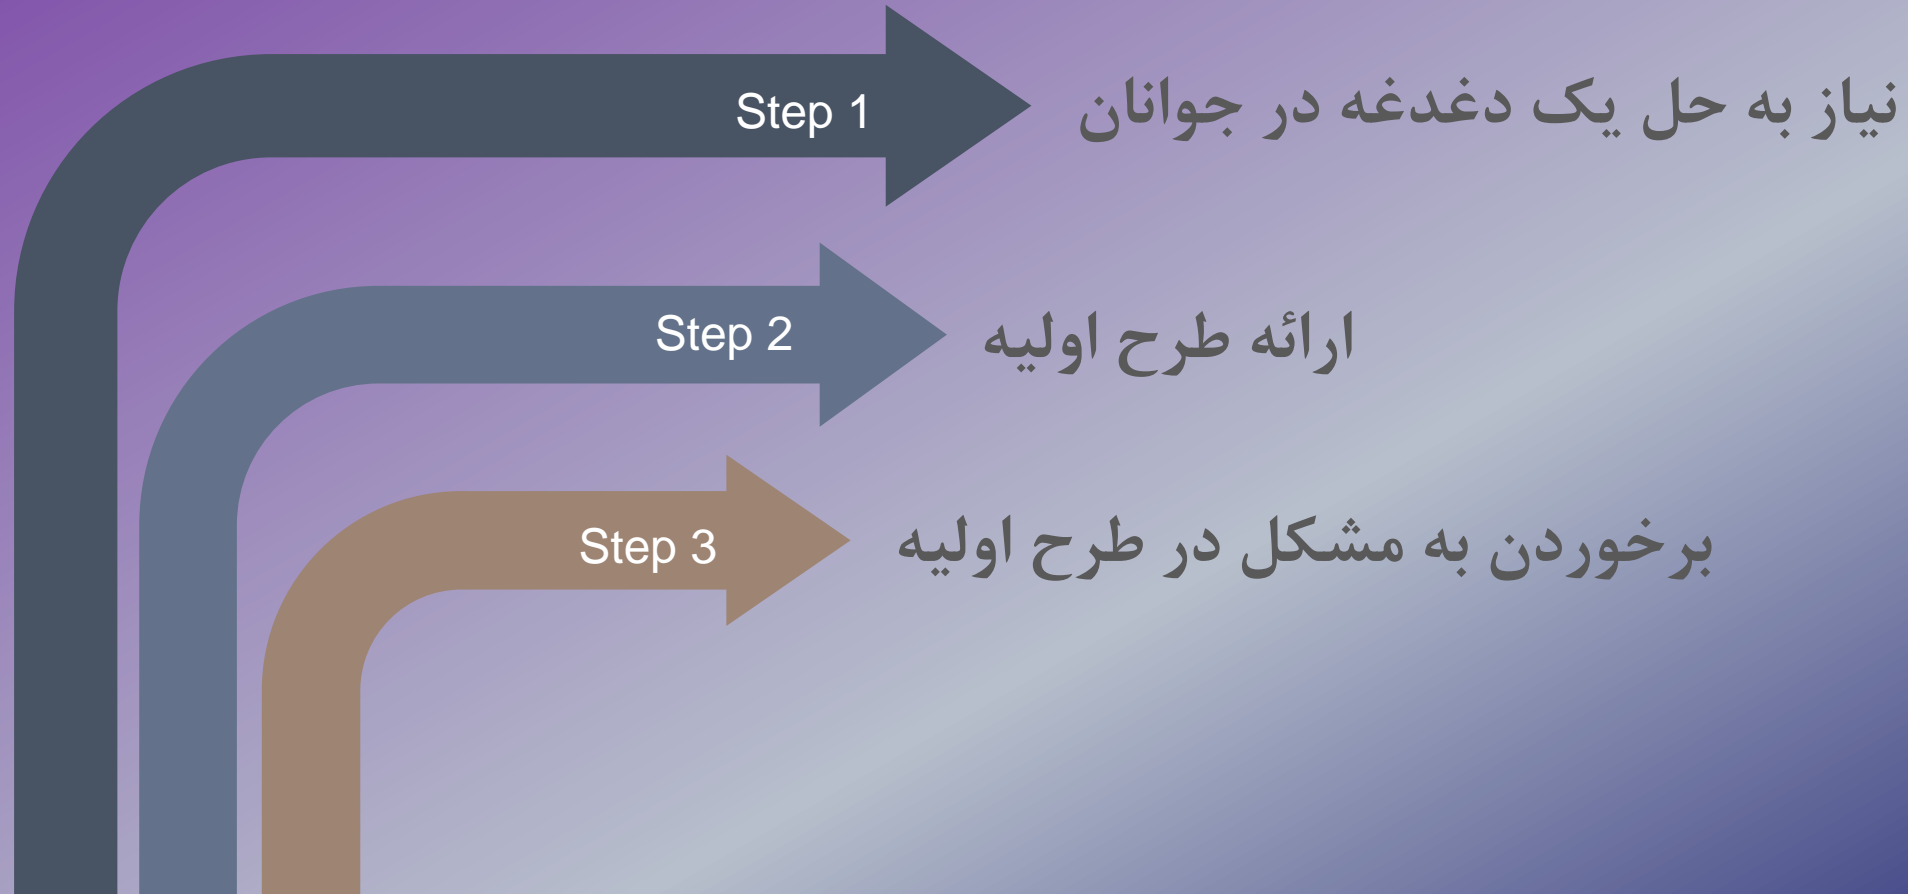 Step 1
نیاز به حل یک دغدغه در جوانان
Step 2
ارائه طرح اولیه
Step 3
برخوردن به مشکل در طرح اولیه